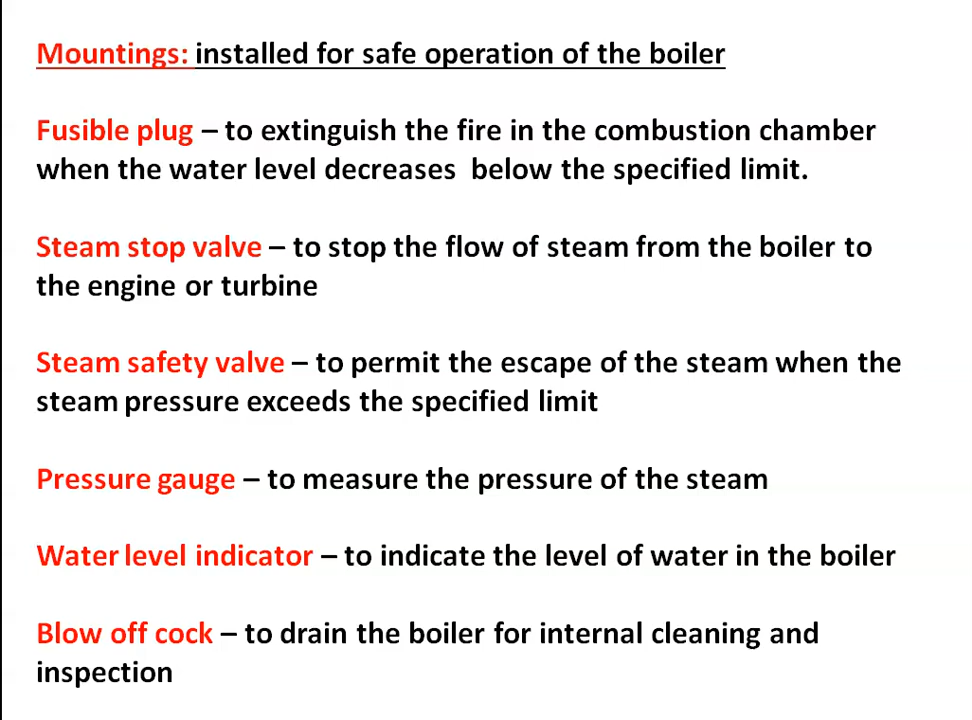 Mountings: installed for safe operation of the boiler
Fusible plug – to extinguish the fire in the combustion chamber
when the water level decreases below the specified limit.
Steam stop valve – to stop the flow of steam from the boiler to
the engine or turbine
Steam safety valve – to permit the escape of the steam when the
steam pressure exceeds the specified limit
Pressure gauge – to measure the pressure of the steam
Water level indicator – to indicate the level of water in the boiler
Blow off cock – to drain the boiler for internal cleaning and
inspection